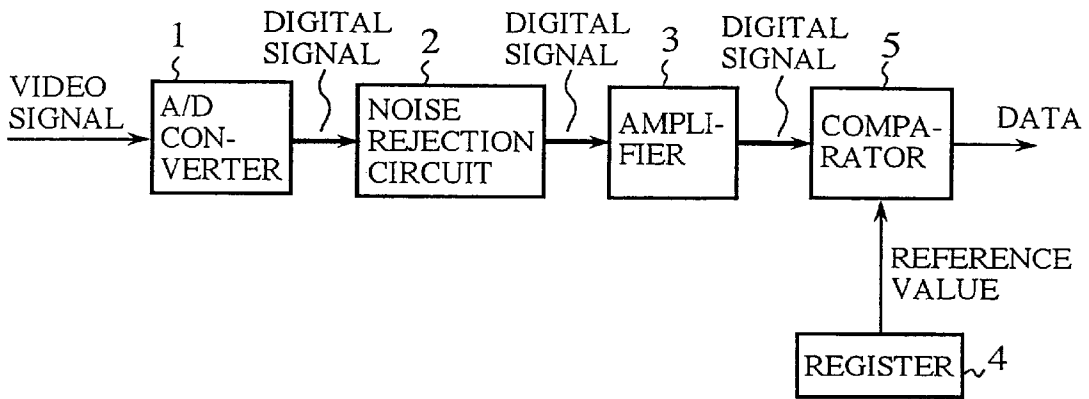 1
DIGITAL
SIGNAL
2
DIGITAL
SIGNAL
3
DIGITAL
SIGNAL
5
VIDEO
SIGNAL
A/D
CON-
VERTER
NOISE
REJECTION
CIRCUIT
AMPLI-
FIER
COMPA-
RATOR
DATA
REFERENCE
VALUE
REGISTER
4